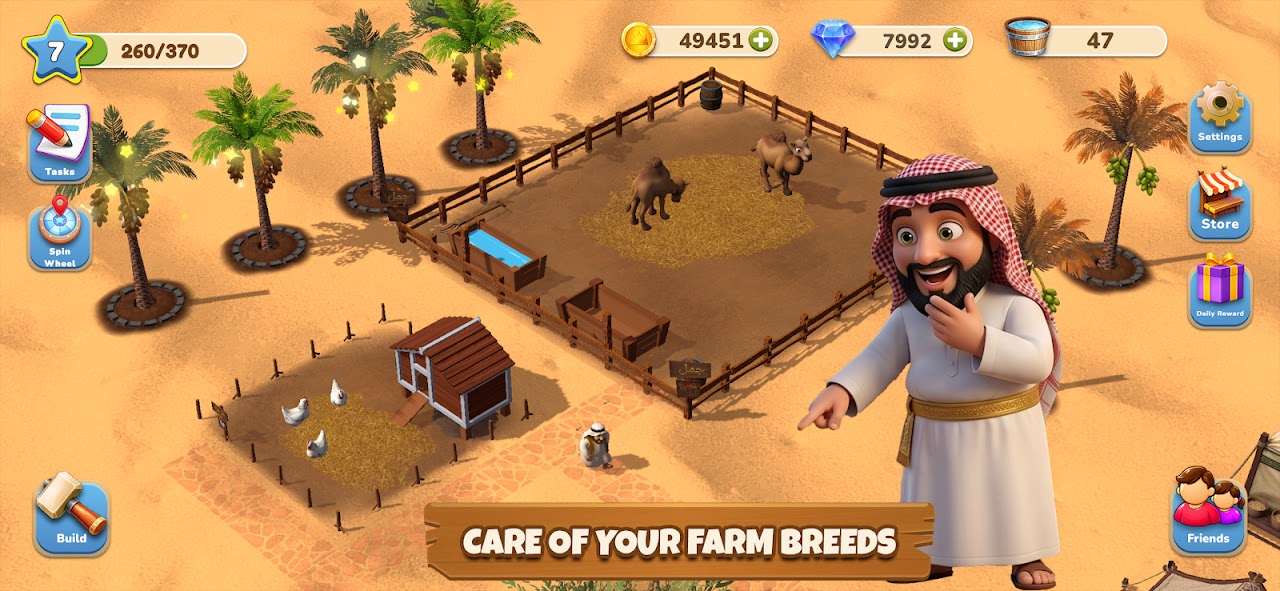 7
260/370
49451
7992
47
Tasks
Settings
Spin
Wheel
Store
Daily Reward
جمل
Build
Friends
CARE OF YOUR FARM BREEDS